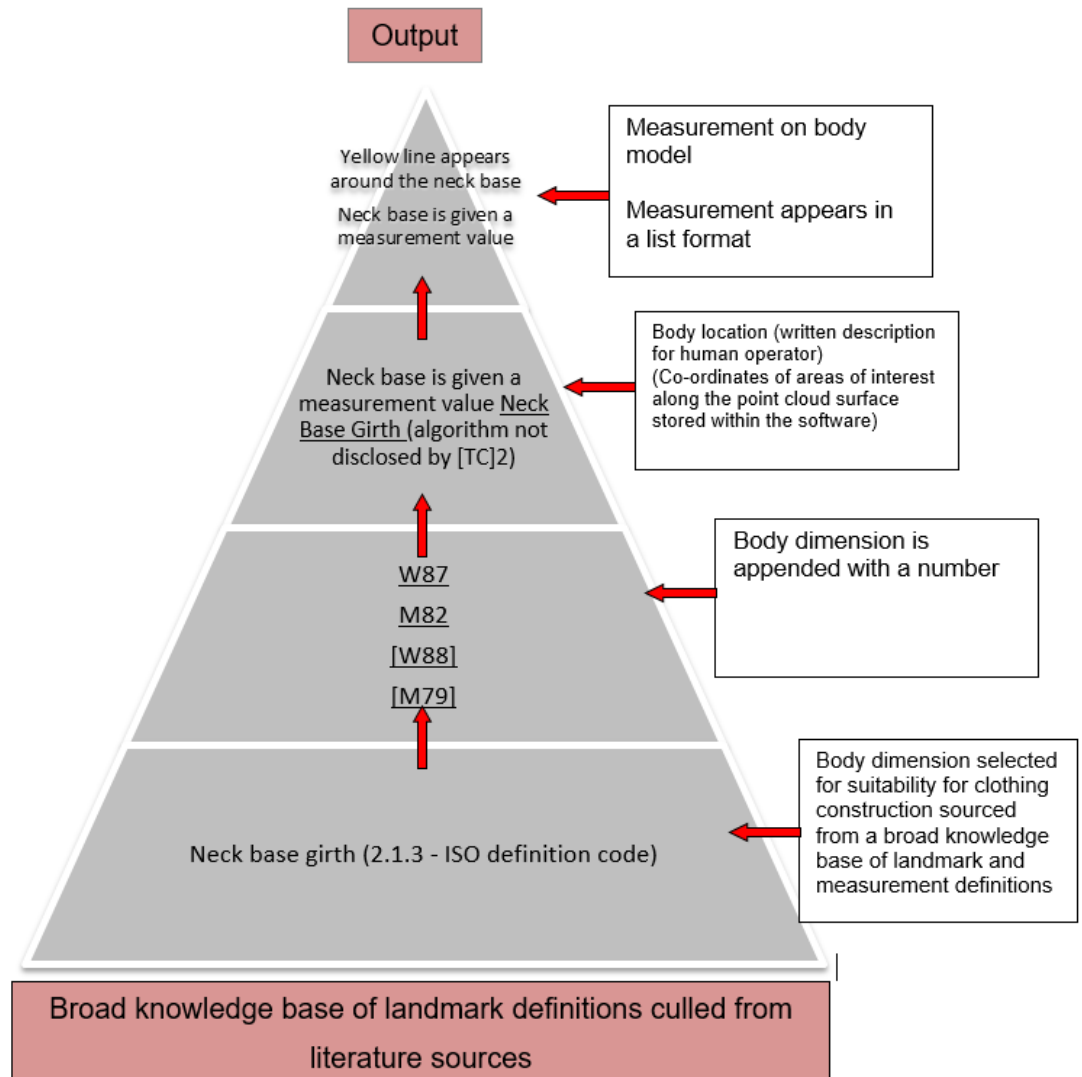 Output
Yellow line appears
around the neck base
Neck base is given a
measurement value
Measurement on body
model
Measurement appears in
a list format
Neck base is given a
measurement value Neck
Base Girth (algorithm not
disclosed by [TC]2)
Body location (written description
for human operator)
(Co-ordinates of areas of interest
along the point cloud surface
stored within the software)
W87
M82
[W88]
[M79]
Body dimension is
appended with a number
Neck base girth (2.1.3 - ISO definition code)
Body dimension selected
for suitability for clothing
construction sourced
from a broad knowledge
base of landmark and
measurement definitions
Broad knowledge base of landmark definitions culled from
literature sources